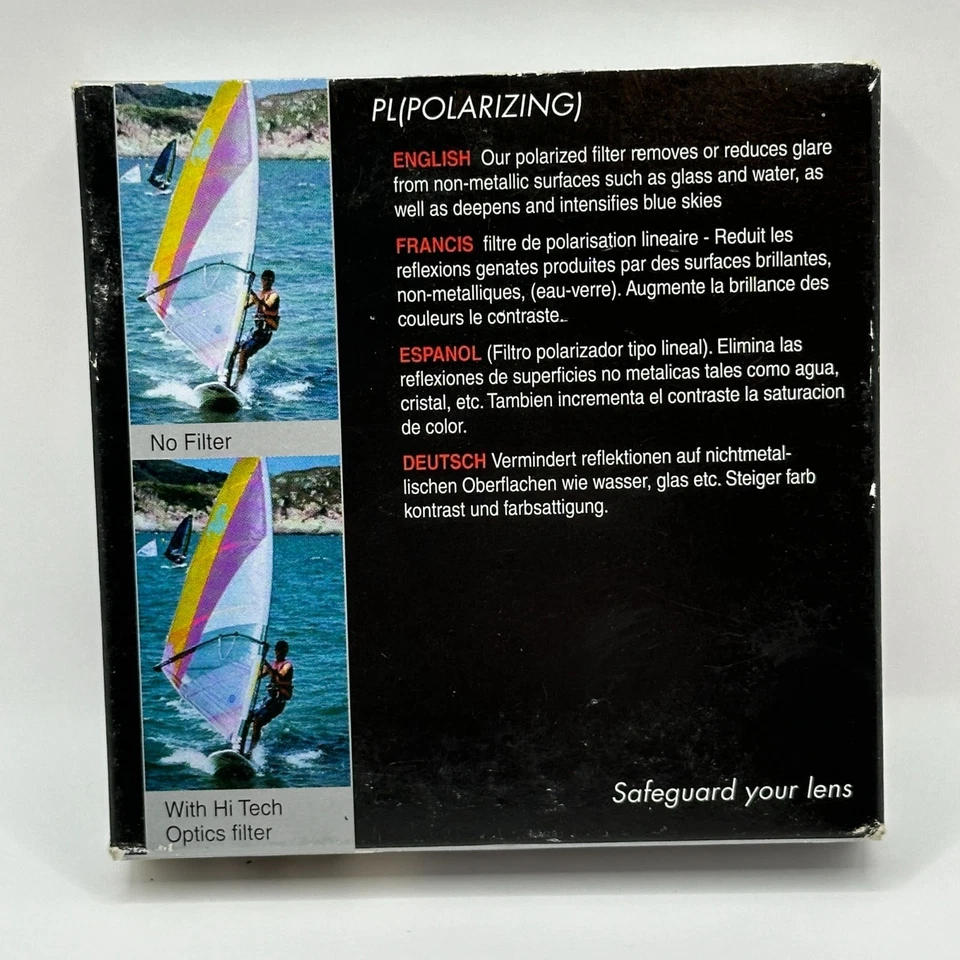 PL(POLARIZING)
ENGLISH Our polarized filter removes or reduces glare
from non-metallic surfaces such as glass and water, as
well as deepens and intensifies blue skies
FRANCIS filtre de polarisation lineaire - Reduit les
reflexions genates produites par des surfaces brillantes,
non-metalliques, (eau-verre). Augmente la brillance des
couleurs le contraste.
ESPANOL (Filtro polarizador tipo lineal). Elimina las
reflexiones de superficies no metalicas tales como agua,
cristal, etc. Tambien incrementa el contraste la saturacion
de color.
DEUTSCH Vermindert reflektionen auf nichtmetal-
lischen Oberflachen wie wasser, glas etc. Steiger farb
kontrast und farbsattigung.
No Filter
With Hi Tech
Optics filter
Safeguard your lens